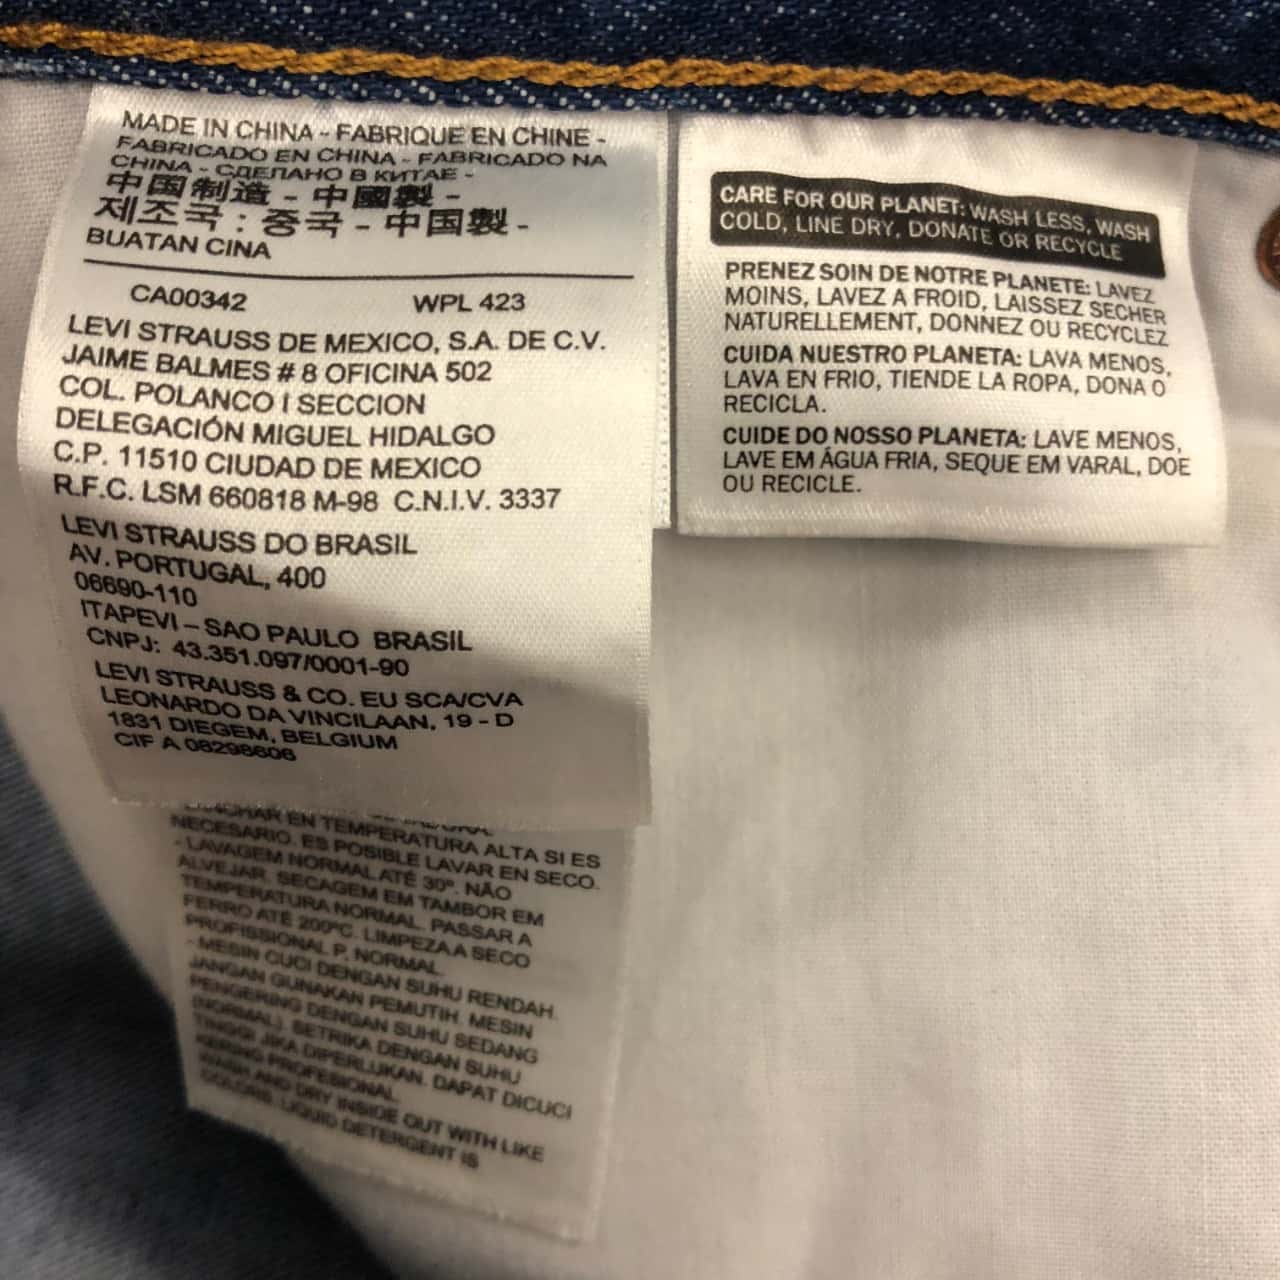 MADE IN CHINA - FABRIQUE EN CHINE -
FABRICADO EN CHINA - FABRICADO NA
CHINA - СДЕЛАНО В КИТАЕ -
中国制造 - 中國製 -
제조국 : 중국 - 中国製 -
BUATAN CINA
CA00342 WPL 423
LEVI STRAUSS DE MEXICO, S.A. DE C.V.
JAIME BALMES # 8 OFICINA 502
COL. POLANCO I SECCION
DELEGACIÓN MIGUEL HIDALGO
C.P. 11510 CIUDAD DE MEXICO
R.F.C. LSM 660818 M-98 C.N.I.V. 3337
LEVI STRAUSS DO BRASIL
AV. PORTUGAL, 400
06690-110
ITAPEVI – SAO PAULO BRASIL
CNPJ: 43.351.097/0001-90
LEVI STRAUSS & CO. EU SCA/CVA
LEONARDO DA VINCILAAN, 19 - D
1831 DIEGEM, BELGIUM
CIF A 08298606
EN TEMPERATURA ALTA SI ES
NECESARIO. ES POSIBLE LAVAR EN SECO.
- LAVAGEM NORMAL ATÉ 30º. NÃO
ALVEJAR. SECAGEM EM TAMBOR EM
TEMPERATURA NORMAL. PASSAR A
FERRO ATÉ 200ºC. LIMPEZA A SECO
PROFISSIONAL P, NORMAL.
- MESIN CUCI DENGAN SUHU RENDAH.
JANGAN GUNAKAN PEMUTIH. MESIN
PENGERING DENGAN SUHU SEDANG
(NORMAL). SETRIKA DENGAN SUHU
TINGGI JIKA DIPERLUKAN. DAPAT DICUCI
KERING PROFESIONAL.
WASH AND DRY INSIDE OUT WITH LIKE
COLORS. LIQUID DETERGENT IS
CARE FOR OUR PLANET: WASH LESS, WASH
COLD, LINE DRY, DONATE OR RECYCLE
PRENEZ SOIN DE NOTRE PLANETE: LAVEZ
MOINS, LAVEZ A FROID, LAISSEZ SECHER
NATURELLEMENT, DONNEZ OU RECYCLEZ
CUIDA NUESTRO PLANETA: LAVA MENOS,
LAVA EN FRIO, TIENDE LA ROPA, DONA O
RECICLA.
CUIDE DO NOSSO PLANETA: LAVE MENOS,
LAVE EM ÁGUA FRIA, SEQUE EM VARAL, DOE
OU RECICLE.